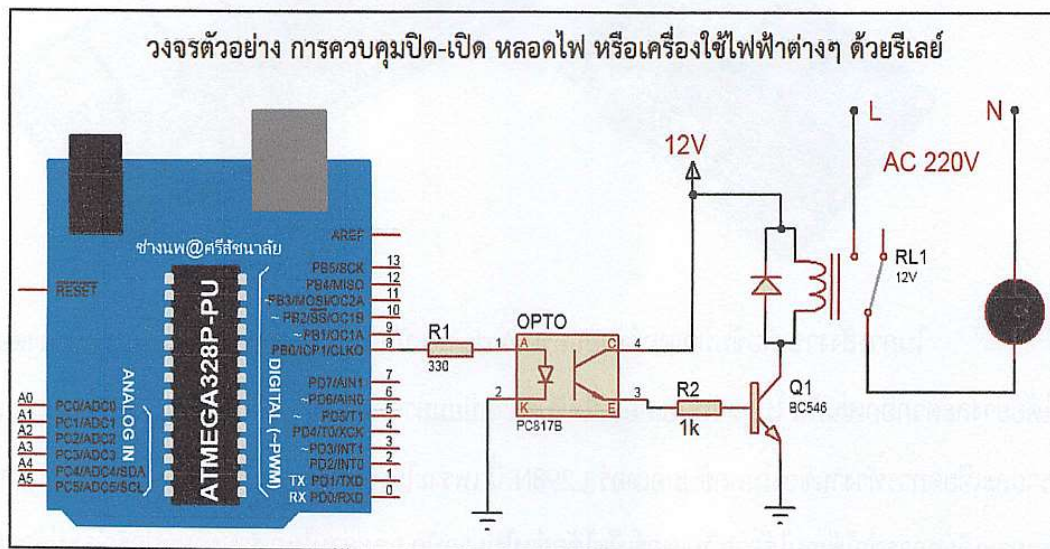 วงจรตัวอย่าง การควบคุมปิด-เปิด หลอดไฟ หรือเครื่องใช้ไฟฟ้าต่างๆ ด้วยรีเลย์
L
N
12V
AC 220V
ช่างนพ@ศรีสัชนาลัย
AREF
PB5/SCK 13
RESET
PB4/MISO 12
~PB3/MOSI/OC2A 11
~PB2/SS/OC1B 10
~PB1/OC1A 9
PB0/ICP1/CLKO 8
ATMEGA328P-PU
DIGITAL (~PWM)
ANALOG IN
PD7/AIN1 7
~PD6/AIN0 6
~PD5/T1 5
PD4/T0/XCK 4
~PD3/INT1 3
PD2/INT0 2
TX PD1/TXD 1
RX PD0/RXD 0
A0 PC0/ADC0
A1 PC1/ADC1
A2 PC2/ADC2
A3 PC3/ADC3
A4 PC4/ADC4/SDA
A5 PC5/ADC5/SCL
R1
330
OPTO
1 A
C 4
2 K
E 3
PC817B
R2
1k
Q1
BC546
RL1
12V